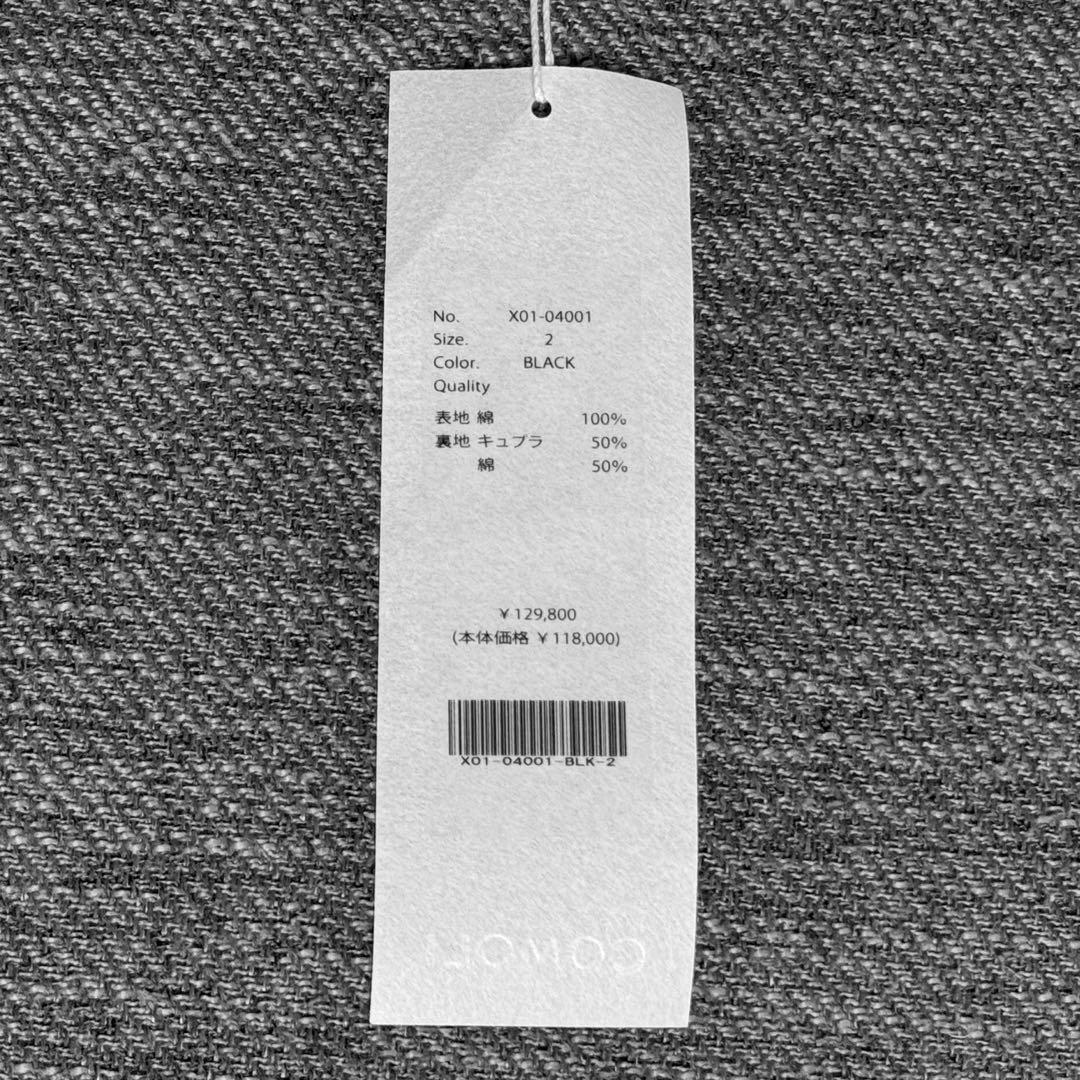 No. X01-04001
Size. 2
Color. BLACK
Quality
表地 綿 100%
裏地 キュプラ 50%
綿 50%
¥129,800
(本体価格 ¥118,000)
X01-04001-BLK-2
COMOLI